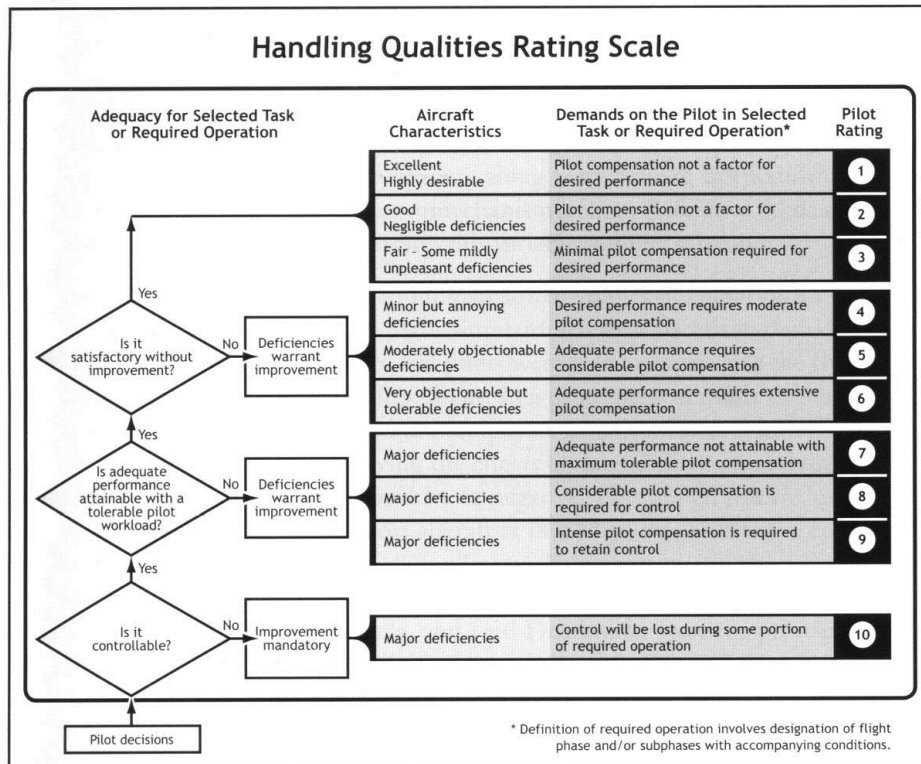 Handling Qualities Rating Scale
Adequacy for Selected Task
or Required Operation
Aircraft
Characteristics
Demands on the Pilot in Selected
Task or Required Operation*
Pilot
Rating
Excellent
Highly desirable
Pilot compensation not a factor for
desired performance
1
Good
Negligible deficiencies
Pilot compensation not a factor for
desired performance
2
Fair – Some mildly
unpleasant deficiencies
Minimal pilot compensation required for
desired performance
3
Yes
Is it
satisfactory without
improvement?
No
Deficiencies
warrant
improvement
Minor but annoying
deficiencies
Desired performance requires moderate
pilot compensation
4
Moderately objectionable
deficiencies
Adequate performance requires
considerable pilot compensation
5
Very objectionable but
tolerable deficiencies
Adequate performance requires extensive
pilot compensation
6
Yes
Is adequate
performance
attainable with a
tolerable pilot
workload?
No
Deficiencies
warrant
improvement
Major deficiencies
Adequate performance not attainable with
maximum tolerable pilot compensation
7
Major deficiencies
Considerable pilot compensation is
required for control
8
Major deficiencies
Intense pilot compensation is required
to retain control
9
Yes
Is it
controllable?
No
Improvement
mandatory
Major deficiencies
Control will be lost during some portion
of required operation
10
Pilot decisions
* Definition of required operation involves designation of flight
phase and/or subphases with accompanying conditions.